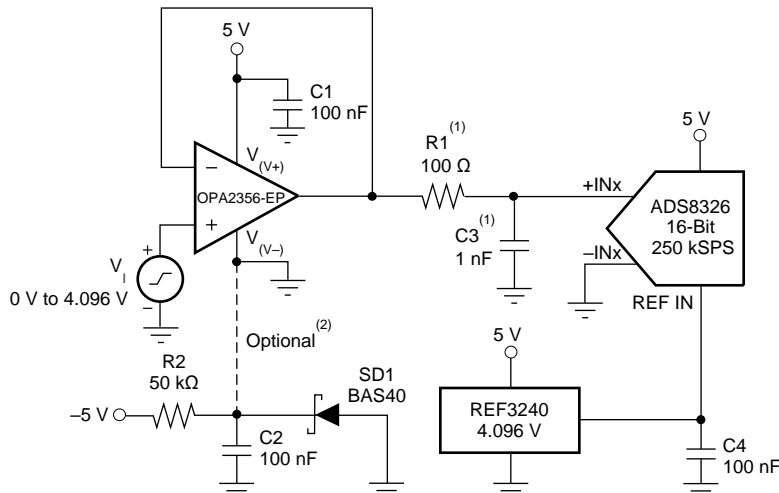 5 V
C1
100 nF
V(V+)
−
OPA2356-EP
+
V(V−)
+
VI
−
0 V to 4.096 V
Optional(2)
R2
50 kΩ
−5 V
SD1
BAS40
C2
100 nF
R1(1)
100 Ω
C3(1)
1 nF
5 V
+INx
ADS8326
16-Bit
250 kSPS
−INx
REF IN
5 V
REF3240
4.096 V
C4
100 nF